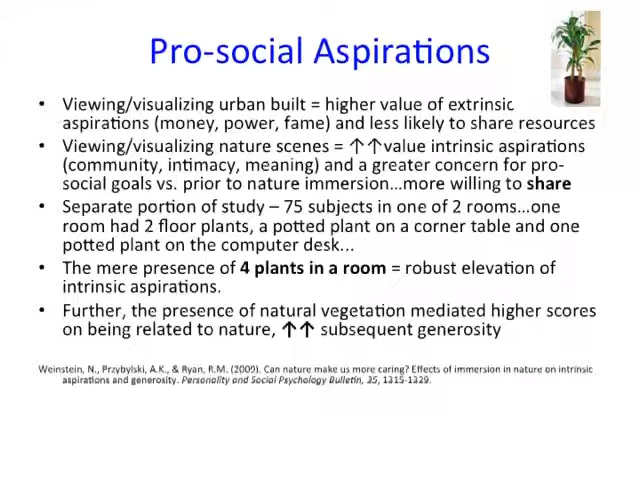 Pro-social Aspirations
• Viewing/visualizing urban built = higher value of extrinsic
aspirations (money, power, fame) and less likely to share resources
• Viewing/visualizing nature scenes = ↑↑value intrinsic aspirations
(community, intimacy, meaning) and a greater concern for pro-
social goals vs. prior to nature immersion…more willing to share
• Separate portion of study – 75 subjects in one of 2 rooms…one
room had 2 floor plants, a potted plant on a corner table and one
potted plant on the computer desk…
• The mere presence of 4 plants in a room = robust elevation of
intrinsic aspirations.
• Further, the presence of natural vegetation mediated higher scores
on being related to nature, ↑↑ subsequent generosity
Weinstein, N., Przybylski, A.K., & Ryan, R.M. (2009). Can nature make us more caring? Effects of immersion in nature on intrinsic
aspirations and generosity. Personality and Social Psychology Bulletin, 35, 1315-1329.